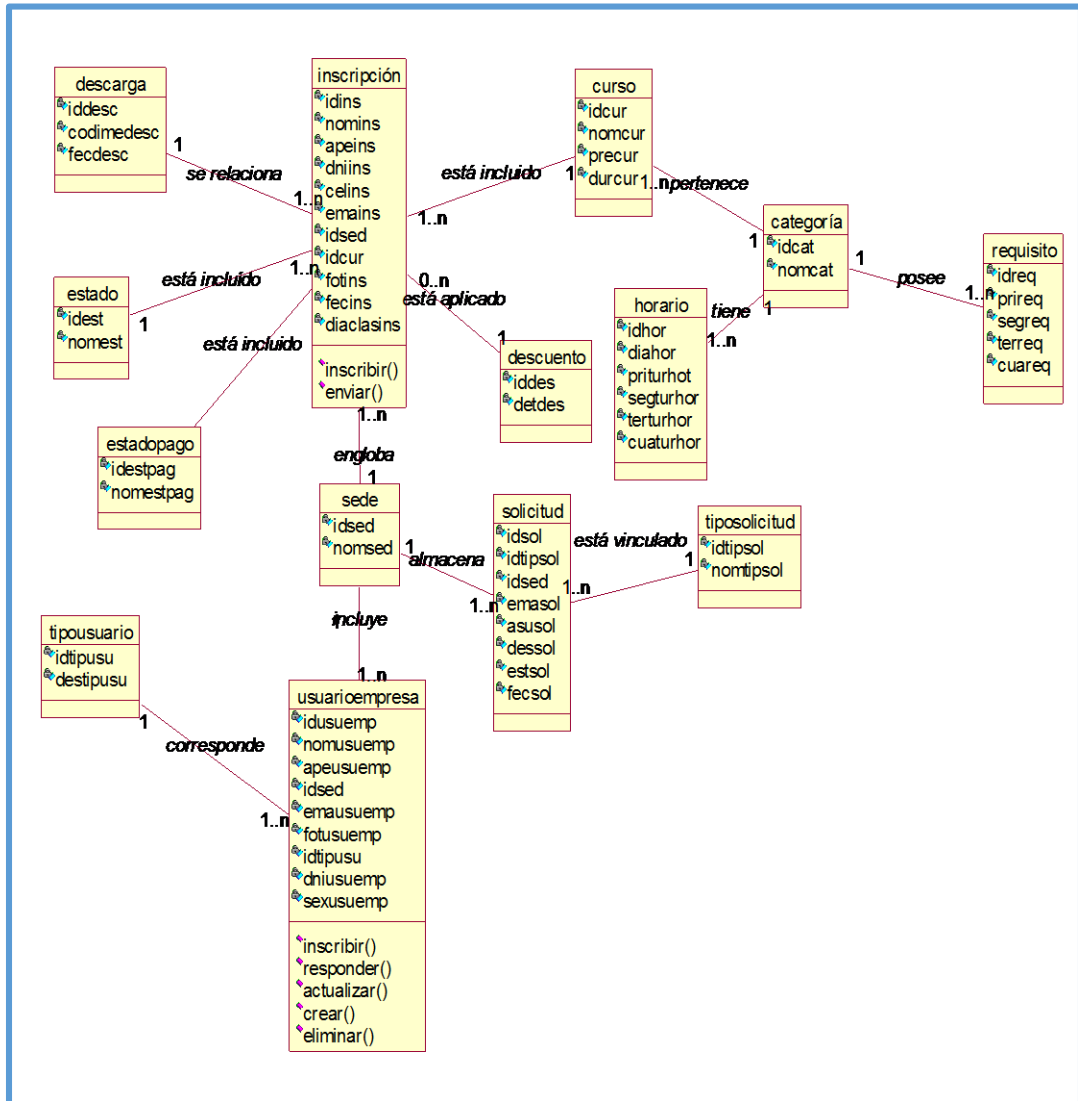 descarga
iddesc
codimedesc
fecdesc
1
se relaciona
1..n
inscripción
idins
nomins
apeins
dniins
celins
emains
idsed
idcur
fotins
fecins
diaclasins
inscribir()
enviar()
curso
idcur
nomcur
precur
durcur
está incluido
1
1..n
1..n
pertenece
1
categoría
idcat
nomcat
1
posee
1..n
requisito
idreq
prireq
segreq
terreq
cuareq
estado
idest
nomest
está incluido
1..n
1
está incluido
estadopago
idestpag
nomestpag
0..n
está aplicado
1
descuento
iddes
detdes
horario
idhor
diahor
priturhot
segturhor
terturhor
cuaturhor
tiene
1
1..n
1..n
engloba
1
sede
idsed
nomsed
1
almacena
1..n
solicitud
idsol
idtipsol
idsed
emasol
asusol
dessol
estsol
fecsol
está vinculado
1
1..n
tiposolicitud
idtipsol
nomtipsol
incluye
1..n
tipousuario
idtipusu
destipusu
1
corresponde
1..n
usuarioempresa
idusuemp
nomusuemp
apeusuemp
idsed
emausuemp
fotusuemp
idtipusu
dniusuemp
sexusuemp
inscribir()
responder()
actualizar()
crear()
eliminar()